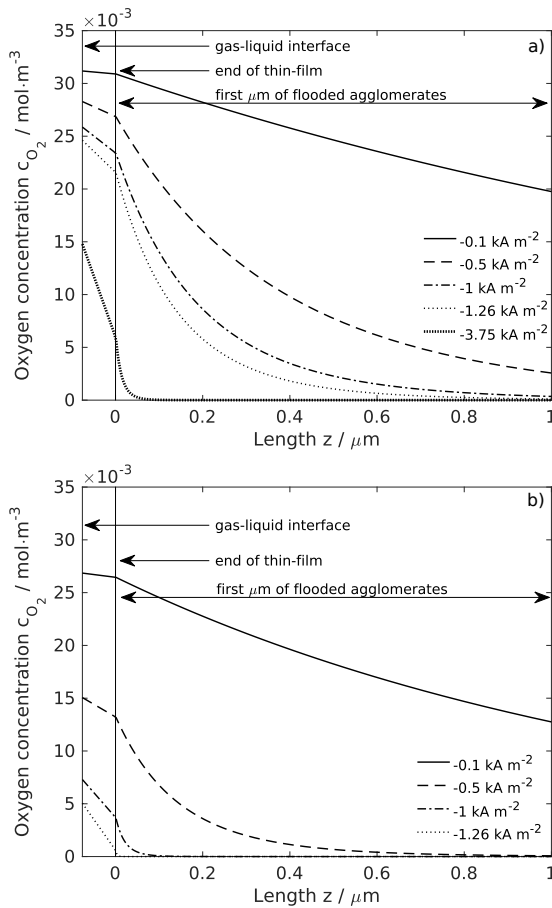 ×10⁻³
a)
35
30
25
20
15
10
5
0
Oxygen concentration c_O₂ / mol·m⁻³
gas-liquid interface
end of thin-film
first μm of flooded agglomerates
-0.1 kA m⁻²
-0.5 kA m⁻²
-1 kA m⁻²
-1.26 kA m⁻²
-3.75 kA m⁻²
0 0.2 0.4 0.6 0.8 1
Length z / μm
×10⁻³
b)
35
30
25
20
15
10
5
0
Oxygen concentration c_O₂ / mol·m⁻³
gas-liquid interface
end of thin-film
first μm of flooded agglomerates
-0.1 kA m⁻²
-0.5 kA m⁻²
-1 kA m⁻²
-1.26 kA m⁻²
0 0.2 0.4 0.6 0.8 1
Length z / μm